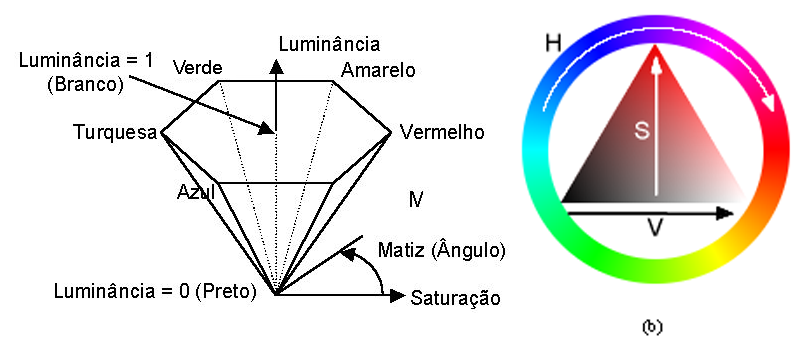 Luminância
Luminância = 1
(Branco)
Verde
Amarelo
Turquesa
Vermelho
Azul
M
Matiz (Ângulo)
Luminância = 0 (Preto)
Saturação
H
S
V
(b)